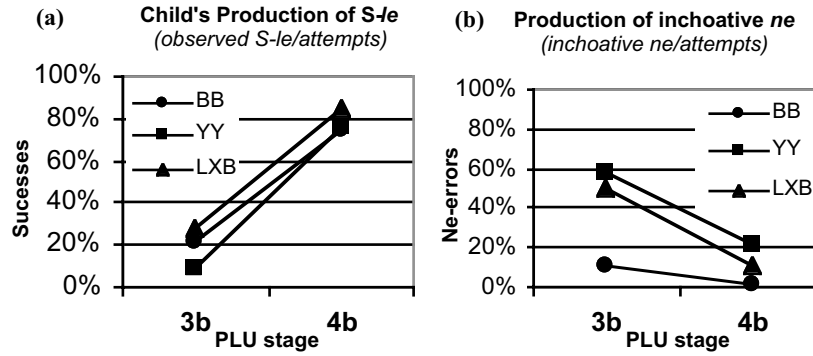 (a)
Child's Production of S-le
(observed S-le/attempts)
100%
80%
60%
40%
20%
0%
Sucesses
BB
YY
LXB
3b
4b
PLU stage
(b)
Production of inchoative ne
(inchoative ne/attempts)
100%
80%
60%
40%
20%
0%
Ne-errors
BB
YY
LXB
3b
4b
PLU stage